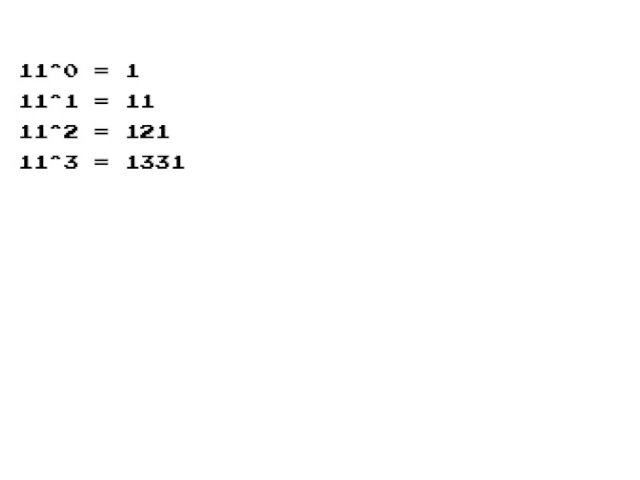 11^0 = 1
11^1 = 11
11^2 = 121
11^3 = 1331